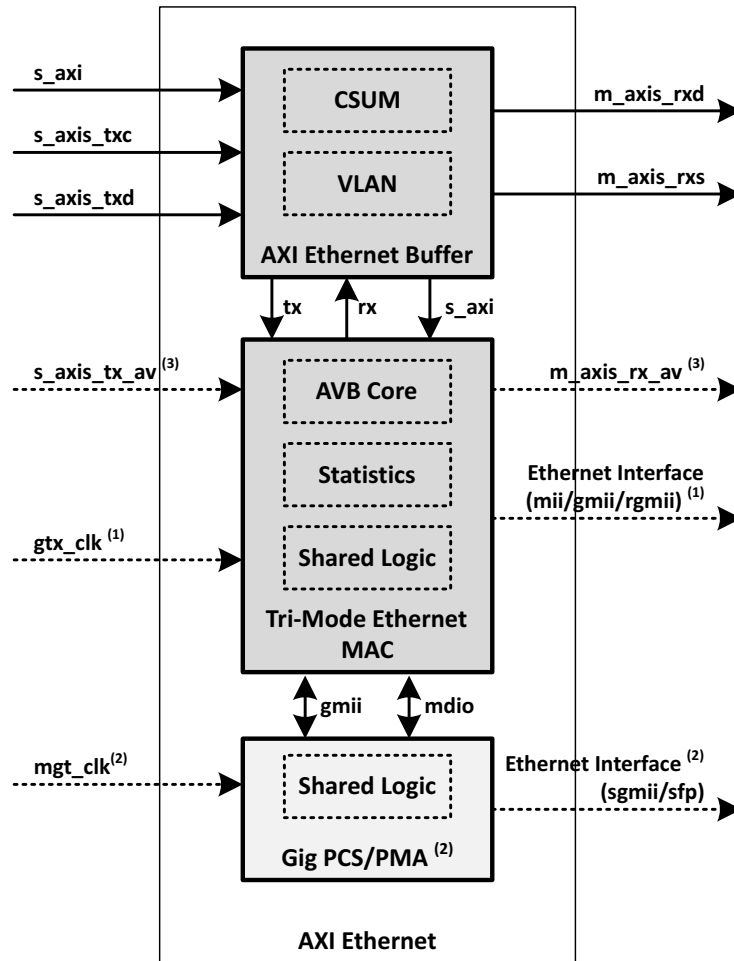 s_axi
s_axis_txc
s_axis_txd
CSUM
VLAN
AXI Ethernet Buffer
m_axis_rxd
m_axis_rxs
tx
rx
s_axi
s_axis_tx_av (3)
AVB Core
m_axis_rx_av (3)
Statistics
Ethernet Interface
(mii/gmii/rgmii) (1)
gtx_clk (1)
Shared Logic
Tri-Mode Ethernet
MAC
gmii
mdio
mgt_clk(2)
Shared Logic
Ethernet Interface (2)
(sgmii/sfp)
Gig PCS/PMA (2)
AXI Ethernet